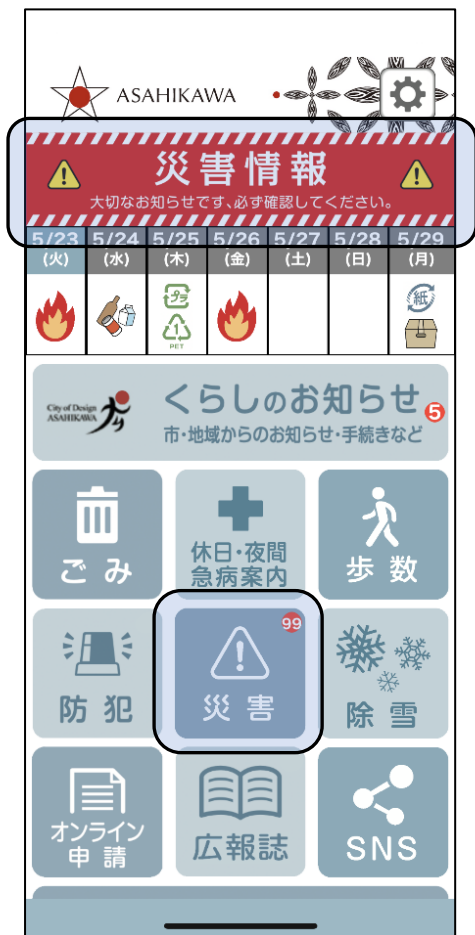 ASAHIKAWA
災害情報
大切なお知らせです、必ず確認してください。
5/23 5/24 5/25 5/26 5/27 5/28 5/29
(火) (水) (木) (金) (土) (日) (月)
プラ
1
PET
紙
City of Design
ASAHIKAWA
くらしのお知らせ
5
市・地域からのお知らせ・手続きなど
ごみ
休日・夜間
急病案内
歩数
防犯
99
災害
除雪
オンライン
申請
広報誌
SNS